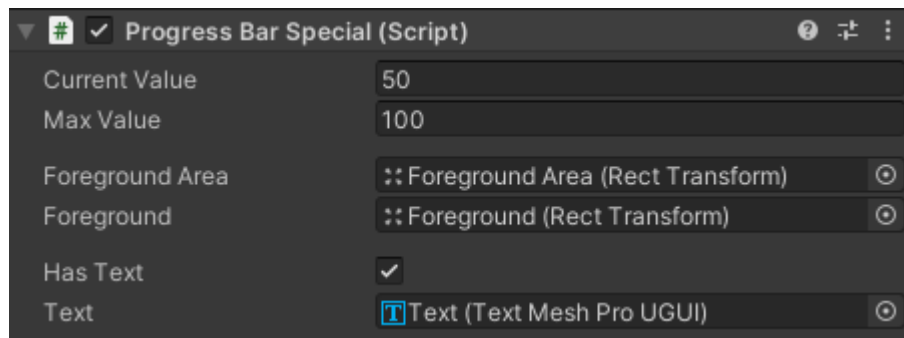 # Progress Bar Special (Script)
Current Value 50
Max Value 100
Foreground Area Foreground Area (Rect Transform)
Foreground Foreground (Rect Transform)
Has Text
Text T Text (Text Mesh Pro UGUI)